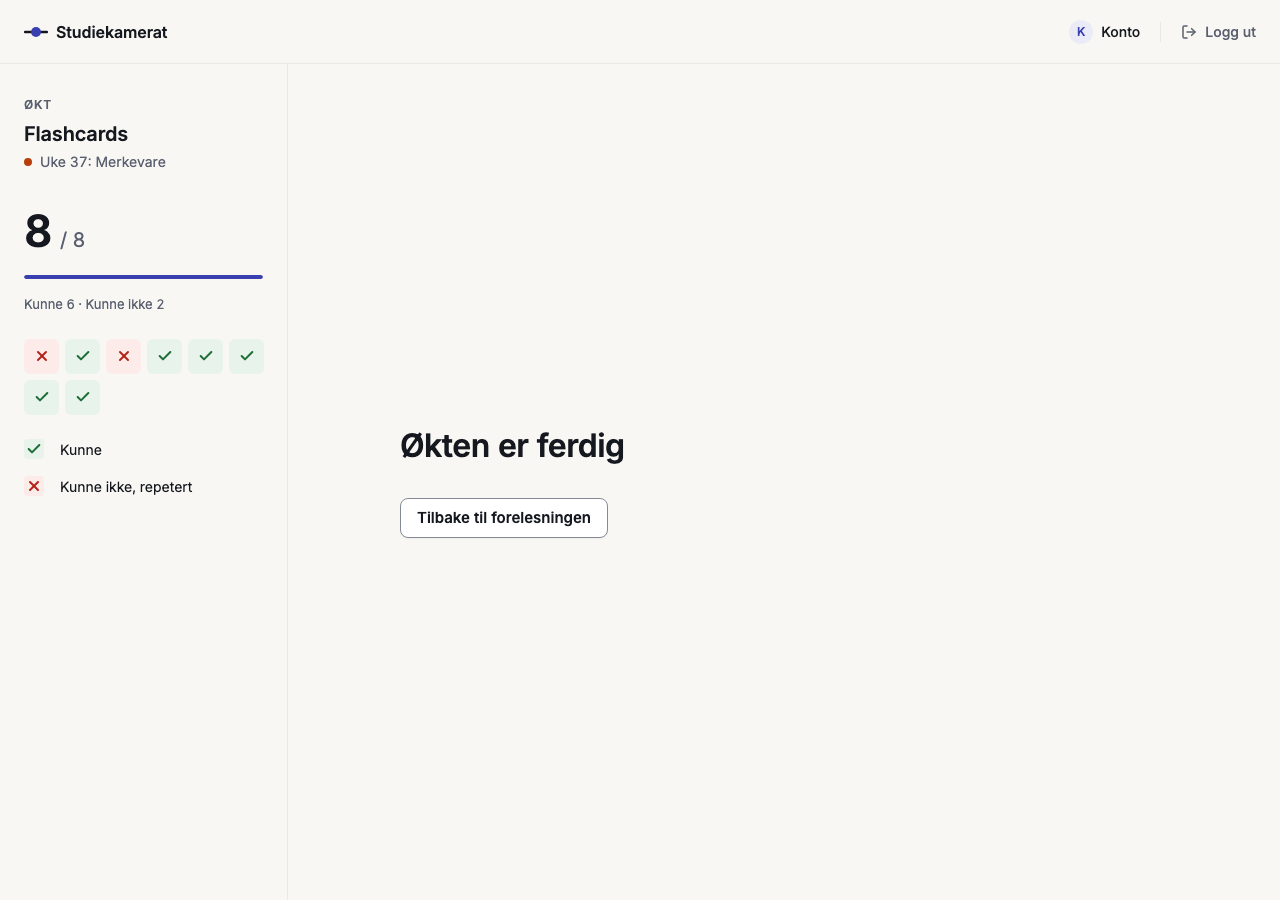 Studiekamerat
K Konto
Logg ut
ØKT
Flashcards
Uke 37: Merkevare
8 / 8
Kunne 6 · Kunne ikke 2
Kunne
Kunne ikke, repetert
Økten er ferdig
Tilbake til forelesningen